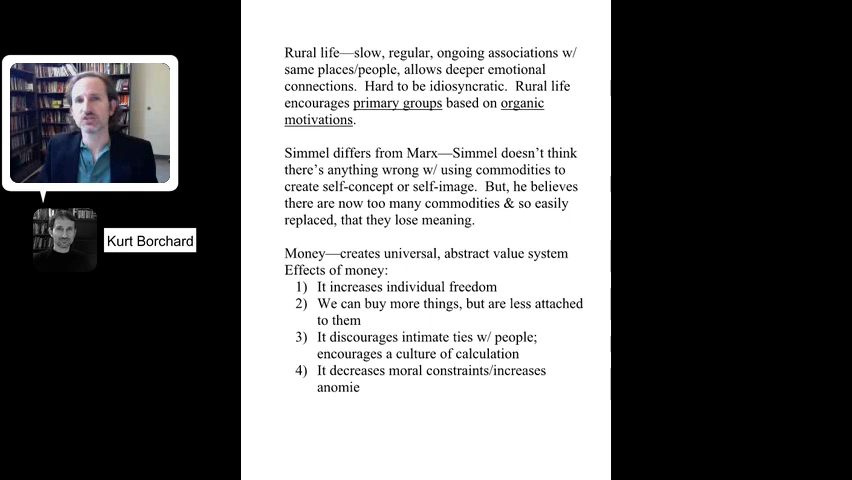 Rural life—slow, regular, ongoing associations w/
same places/people, allows deeper emotional
connections.  Hard to be idiosyncratic.  Rural life
encourages primary groups based on organic
motivations.
Simmel differs from Marx—Simmel doesn't think
there's anything wrong w/ using commodities to
create self-concept or self-image.  But, he believes
there are now too many commodities & so easily
replaced, that they lose meaning.
Money—creates universal, abstract value system
Effects of money:
1) It increases individual freedom
2) We can buy more things, but are less attached
to them
3) It discourages intimate ties w/ people;
encourages a culture of calculation
4) It decreases moral constraints/increases
anomie
Kurt Borchard